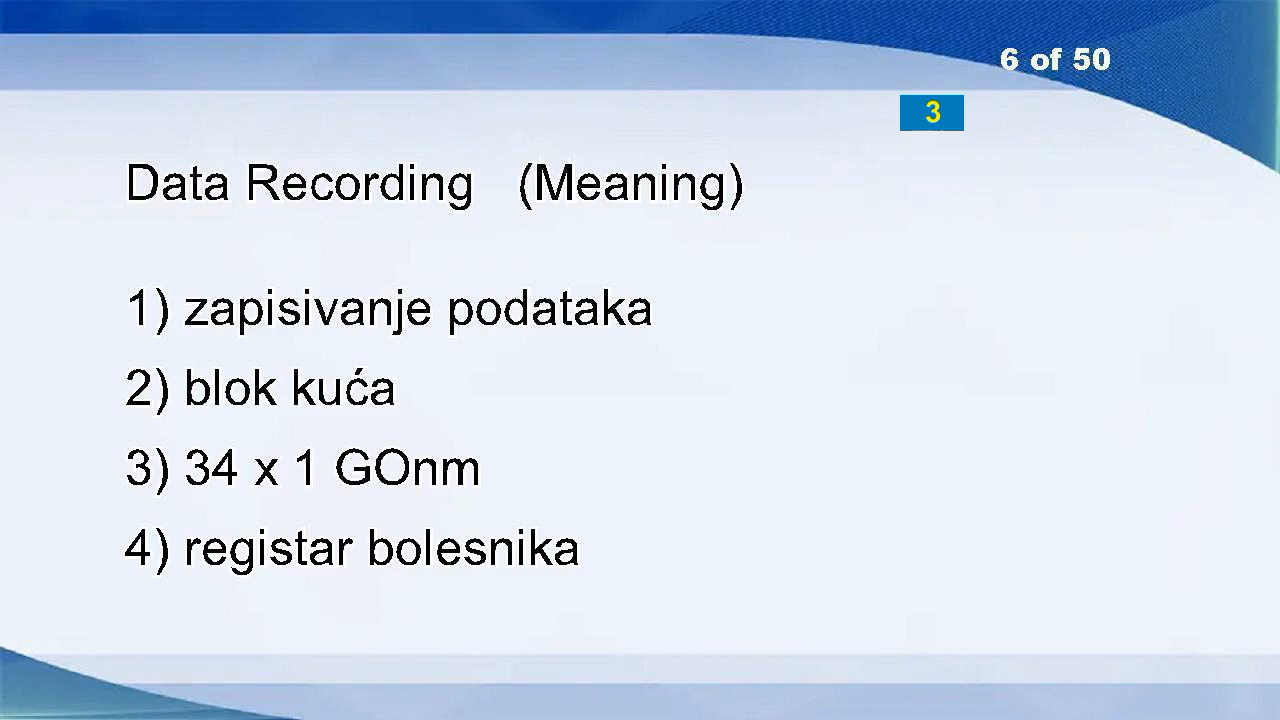 6 of 50
3
Data Recording (Meaning)
1) zapisivanje podataka
2) blok kuća
3) 34 x 1 GOnm
4) registar bolesnika